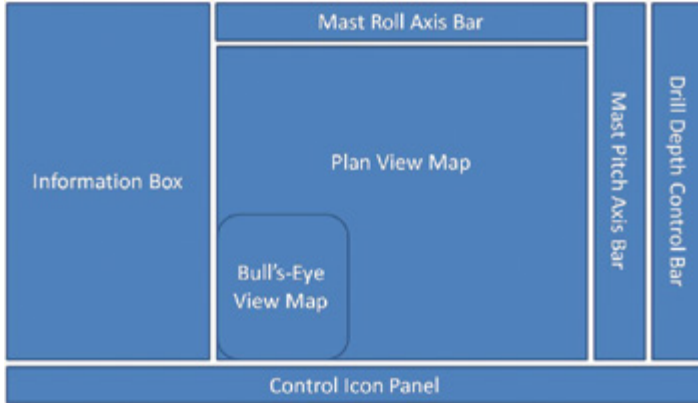 Mast Roll Axis Bar
Information Box
Plan View Map
Bull's-Eye
View Map
Mast Pitch Axis Bar
Drill Depth Control Bar
Control Icon Panel